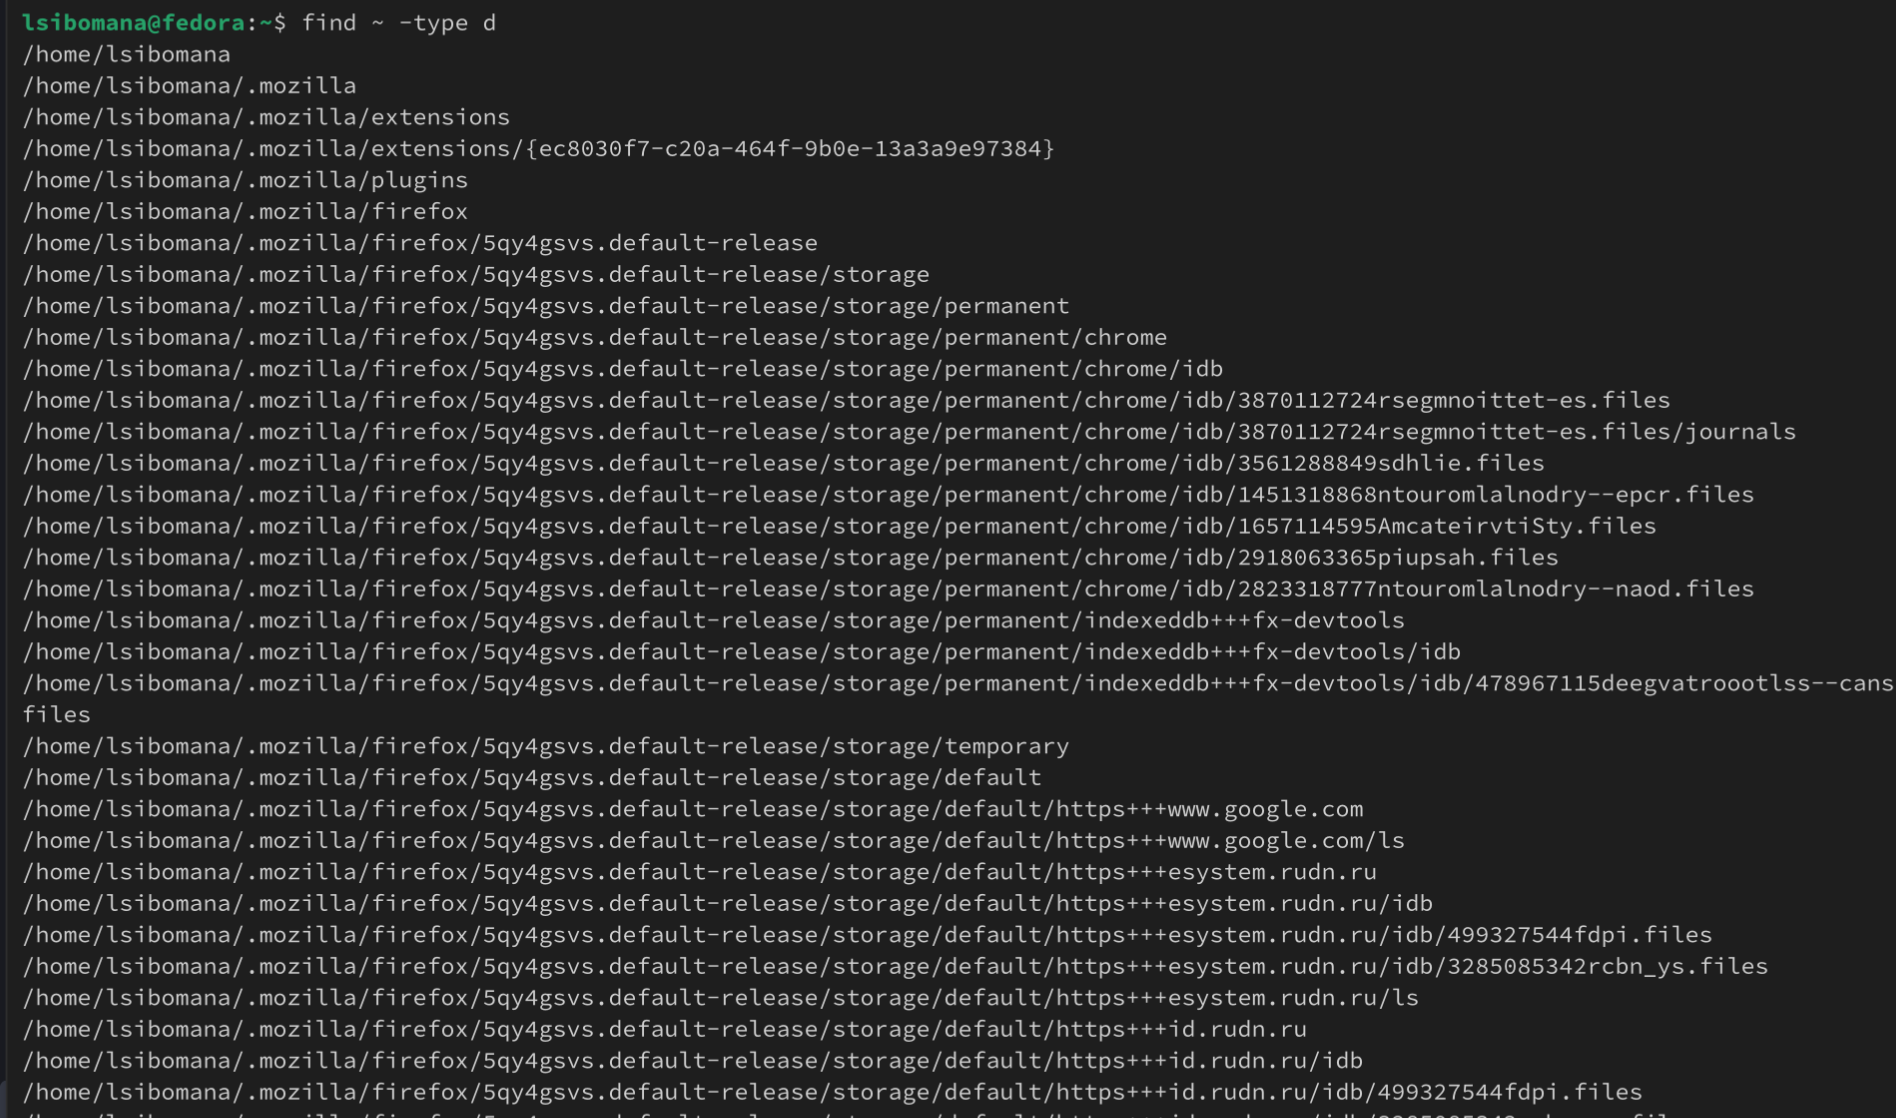 lsibomana@fedora:~$ find ~ -type d
/home/lsibomana
/home/lsibomana/.mozilla
/home/lsibomana/.mozilla/extensions
/home/lsibomana/.mozilla/extensions/{ec8030f7-c20a-464f-9b0e-13a3a9e97384}
/home/lsibomana/.mozilla/plugins
/home/lsibomana/.mozilla/firefox
/home/lsibomana/.mozilla/firefox/5qy4gsvs.default-release
/home/lsibomana/.mozilla/firefox/5qy4gsvs.default-release/storage
/home/lsibomana/.mozilla/firefox/5qy4gsvs.default-release/storage/permanent
/home/lsibomana/.mozilla/firefox/5qy4gsvs.default-release/storage/permanent/chrome
/home/lsibomana/.mozilla/firefox/5qy4gsvs.default-release/storage/permanent/chrome/idb
/home/lsibomana/.mozilla/firefox/5qy4gsvs.default-release/storage/permanent/chrome/idb/3870112724rsegmnoittet-es.files
/home/lsibomana/.mozilla/firefox/5qy4gsvs.default-release/storage/permanent/chrome/idb/3870112724rsegmnoittet-es.files/journals
/home/lsibomana/.mozilla/firefox/5qy4gsvs.default-release/storage/permanent/chrome/idb/3561288849sdhlie.files
/home/lsibomana/.mozilla/firefox/5qy4gsvs.default-release/storage/permanent/chrome/idb/1451318868ntouromlalnodry--epcr.files
/home/lsibomana/.mozilla/firefox/5qy4gsvs.default-release/storage/permanent/chrome/idb/1657114595AmcateirvtiSty.files
/home/lsibomana/.mozilla/firefox/5qy4gsvs.default-release/storage/permanent/chrome/idb/2918063365piupsah.files
/home/lsibomana/.mozilla/firefox/5qy4gsvs.default-release/storage/permanent/chrome/idb/2823318777ntouromlalnodry--naod.files
/home/lsibomana/.mozilla/firefox/5qy4gsvs.default-release/storage/permanent/indexeddb+++fx-devtools
/home/lsibomana/.mozilla/firefox/5qy4gsvs.default-release/storage/permanent/indexeddb+++fx-devtools/idb
/home/lsibomana/.mozilla/firefox/5qy4gsvs.default-release/storage/permanent/indexeddb+++fx-devtools/idb/478967115deegvatroootlss--cans
files
/home/lsibomana/.mozilla/firefox/5qy4gsvs.default-release/storage/temporary
/home/lsibomana/.mozilla/firefox/5qy4gsvs.default-release/storage/default
/home/lsibomana/.mozilla/firefox/5qy4gsvs.default-release/storage/default/https+++www.google.com
/home/lsibomana/.mozilla/firefox/5qy4gsvs.default-release/storage/default/https+++www.google.com/ls
/home/lsibomana/.mozilla/firefox/5qy4gsvs.default-release/storage/default/https+++esystem.rudn.ru
/home/lsibomana/.mozilla/firefox/5qy4gsvs.default-release/storage/default/https+++esystem.rudn.ru/idb
/home/lsibomana/.mozilla/firefox/5qy4gsvs.default-release/storage/default/https+++esystem.rudn.ru/idb/499327544fdpi.files
/home/lsibomana/.mozilla/firefox/5qy4gsvs.default-release/storage/default/https+++esystem.rudn.ru/idb/3285085342rcbn_ys.files
/home/lsibomana/.mozilla/firefox/5qy4gsvs.default-release/storage/default/https+++esystem.rudn.ru/ls
/home/lsibomana/.mozilla/firefox/5qy4gsvs.default-release/storage/default/https+++id.rudn.ru
/home/lsibomana/.mozilla/firefox/5qy4gsvs.default-release/storage/default/https+++id.rudn.ru/idb
/home/lsibomana/.mozilla/firefox/5qy4gsvs.default-release/storage/default/https+++id.rudn.ru/idb/499327544fdpi.files